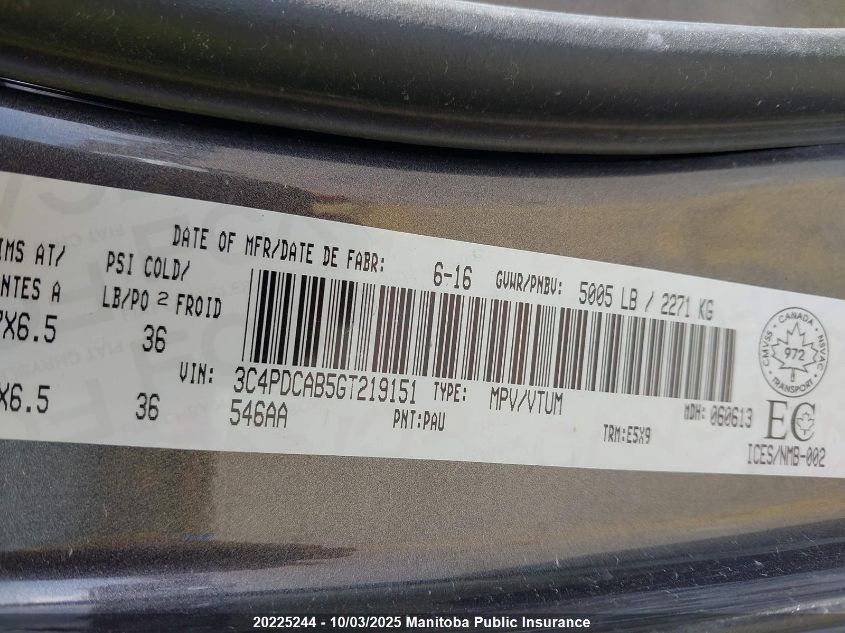 DATE OF MFR/DATE DE FABR: 6-16 GVWR/PNBV: 5005 LB / 2271 KG
IMS AT/ PSI COLD/
NTES A LB/PO 2 FROID
7X6.5 36
VIN: 3C4PDCAB5GT219151 TYPE: MPV/VTUM MDH: 060613
X6.5 36 546AA PNT:PAU TRM:E5X9
CMVSS CANADA NSVAC
972
TRANSPORT
EC
ICES/NMB-002
20225244 - 10/03/2025 Manitoba Public Insurance